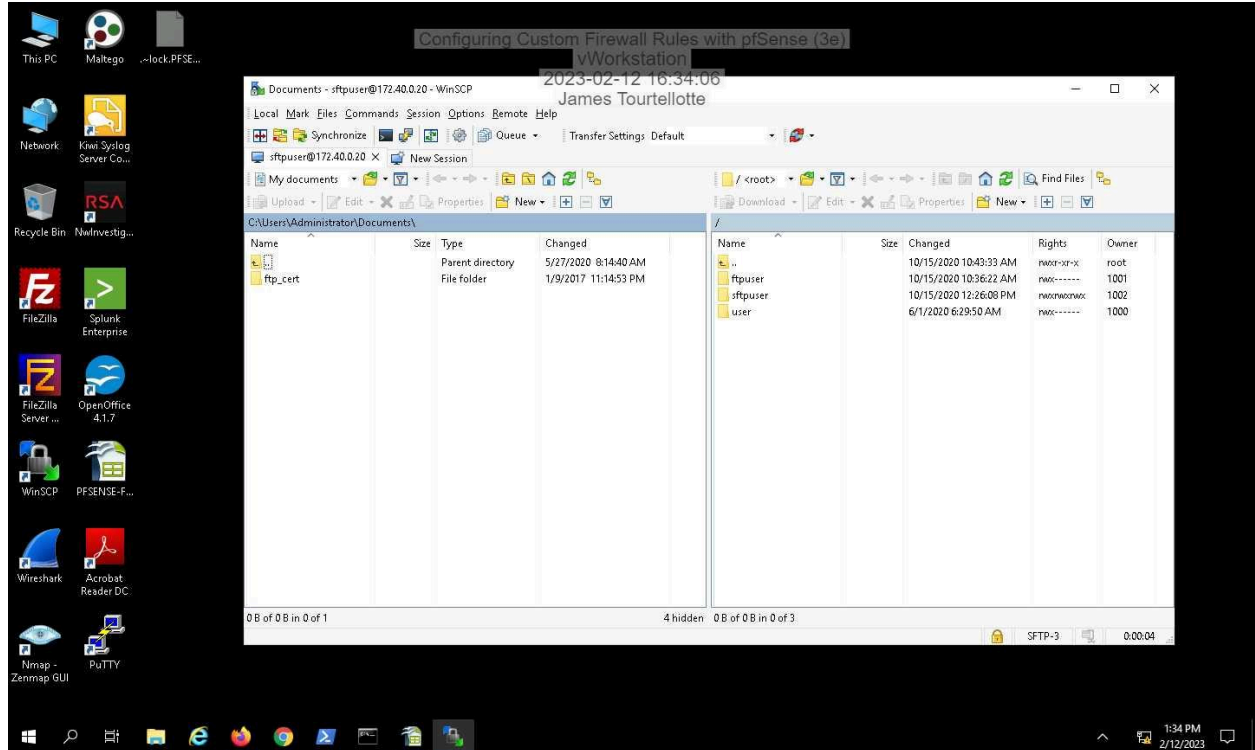 Configuring Custom Firewall Rules with pfSense (3e)
vWorkstation
2023-02-12 16:34:06
James Tourtellotte
This PC
Maltego
.~lock.PFSE...
Network
Kiwi Syslog
Server Co...
Recycle Bin
NwInvestig...
FileZilla
Splunk
Enterprise
FileZilla
Server ...
OpenOffice
4.1.7
WinSCP
PFSENSE-F...
Wireshark
Acrobat
Reader DC
Nmap -
Zenmap GUI
PuTTY
RSA
Documents - sftpuser@172.40.0.20 - WinSCP
Local Mark Files Commands Session Options Remote Help
Synchronize Queue Transfer Settings Default
sftpuser@172.40.0.20 New Session
My documents
/ <root> Find Files
Upload Edit Properties New
Download Edit Properties New
C:\Users\Administrator\Documents\
/
Name Size Type Changed
.. Parent directory 5/27/2020 8:14:40 AM
ftp_cert File folder 1/9/2017 11:14:53 PM
Name Size Changed Rights Owner
.. 10/15/2020 10:43:33 AM rwxr-xr-x root
ftpuser 10/15/2020 10:36:22 AM rwx------ 1001
sftpuser 10/15/2020 12:26:08 PM rwxrwxrwx 1002
user 6/1/2020 6:29:50 AM rwx------ 1000
0 B of 0 B in 0 of 1 4 hidden
0 B of 0 B in 0 of 3
SFTP-3 0:00:04
1:34 PM
2/12/2023